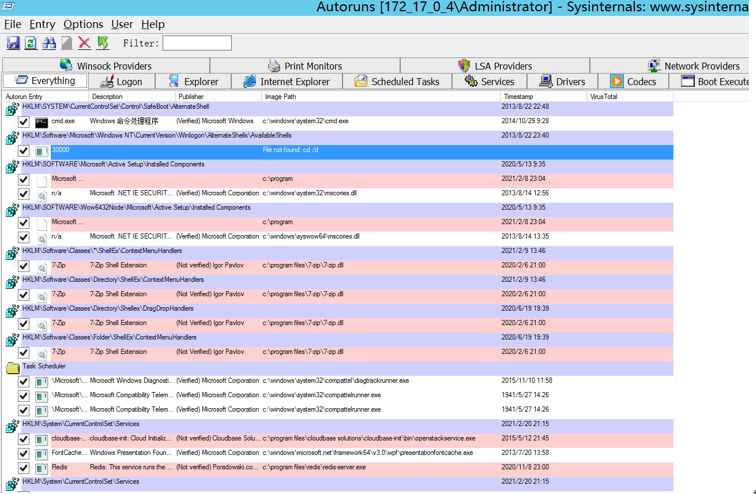 Autoruns [172_17_0_4\Administrator] - Sysinternals: www.sysinterna
File Entry Options User Help
Filter:
Winsock Providers Print Monitors LSA Providers Network Providers
Everything Logon Explorer Internet Explorer Scheduled Tasks Services Drivers Codecs Boot Execute
Autorun Entry Description Publisher Image Path Timestamp VirusTotal
HKLM\SYSTEM\CurrentControlSet\Control\SafeBoot\AlternateShell 2013/8/22 22:48
cmd.exe Windows 命令处理程序 (Verified) Microsoft Windows c:\windows\system32\cmd.exe 2014/10/29 9:28
HKLM\Software\Microsoft\Windows NT\CurrentVersion\Winlogon\AlternateShells\AvailableShells 2013/8/22 23:40
30000 File not found: cd /d
HKLM\SOFTWARE\Microsoft\Active Setup\Installed Components 2020/5/13 9:35
Microsoft ... c:\program 2021/2/8 23:04
n/a Microsoft .NET IE SECURIT... (Verified) Microsoft Corporation c:\windows\system32\mscories.dll 2013/8/14 12:56
HKLM\SOFTWARE\Wow6432Node\Microsoft\Active Setup\Installed Components 2020/5/13 9:35
Microsoft ... c:\program 2021/2/8 23:04
n/a Microsoft .NET IE SECURIT... (Verified) Microsoft Corporation c:\windows\syswow64\mscories.dll 2013/8/14 13:35
HKLM\Software\Classes\*\ShellEx\ContextMenuHandlers 2021/2/9 13:46
7-Zip 7-Zip Shell Extension (Not verified) Igor Pavlov c:\program files\7-zip\7-zip.dll 2020/2/6 21:00
HKLM\Software\Classes\Directory\ShellEx\ContextMenuHandlers 2021/2/9 13:46
7-Zip 7-Zip Shell Extension (Not verified) Igor Pavlov c:\program files\7-zip\7-zip.dll 2020/2/6 21:00
HKLM\Software\Classes\Directory\Shellex\DragDropHandlers 2020/6/19 19:39
7-Zip 7-Zip Shell Extension (Not verified) Igor Pavlov c:\program files\7-zip\7-zip.dll 2020/2/6 21:00
HKLM\Software\Classes\Folder\ShellEx\ContextMenuHandlers 2020/6/19 19:39
7-Zip 7-Zip Shell Extension (Not verified) Igor Pavlov c:\program files\7-zip\7-zip.dll 2020/2/6 21:00
Task Scheduler
\Microsoft\... Microsoft Windows Diagnosti... (Verified) Microsoft Corporation c:\windows\system32\compattel\diagtrackrunner.exe 2015/11/10 11:58
\Microsoft\... Microsoft Compatibility Telem... (Verified) Microsoft Corporation c:\windows\system32\compattelrunner.exe 1941/5/27 14:26
\Microsoft\... Microsoft Compatibility Telem... (Verified) Microsoft Corporation c:\windows\system32\compattelrunner.exe 1941/5/27 14:26
HKLM\System\CurrentControlSet\Services 2021/2/20 21:15
cloudbase-... cloudbase-init: Cloud Initializ... (Not verified) Cloudbase Solu... c:\program files\cloudbase solutions\cloudbase-init\bin\openstackservice.exe 2015/5/12 21:45
FontCache... Windows Presentation Foun... (Verified) Microsoft Corporation c:\windows\microsoft.net\framework64\v3.0\wpf\presentationfontcache.exe 2013/7/20 13:58
Redis Redis: This service runs the ... (Not verified) Poradowski.co... c:\program files\redis\redis-server.exe 2020/11/8 23:00
HKLM\System\CurrentControlSet\Services 2021/2/20 21:15